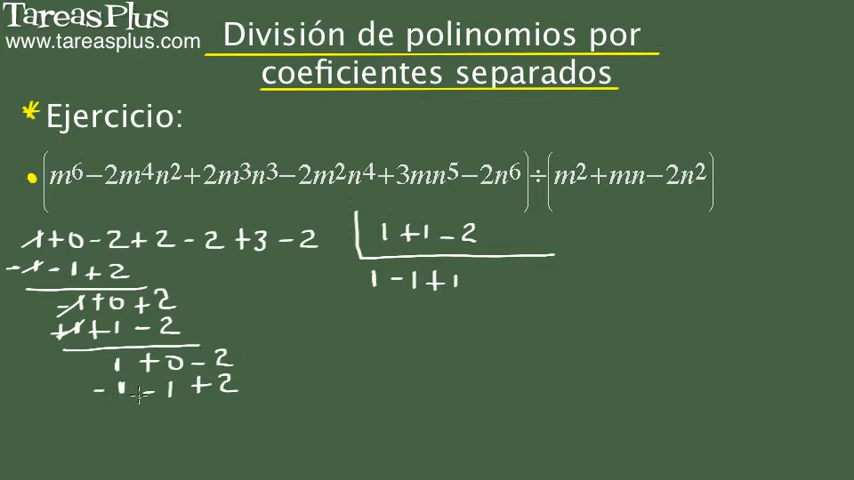 TareasPlus
www.tareasplus.com
División de polinomios por
coeficientes separados
* Ejercicio:
• (m⁶−2m⁴n²+2m³n³−2m²n⁴+3mn⁵−2n⁶)÷(m²+mn−2n²)
1+0-2+2-2+3-2 1+1-2
-1-1+2 1-1+1
-1+0+2
+1+1-2
1+0-2
-1-1+2